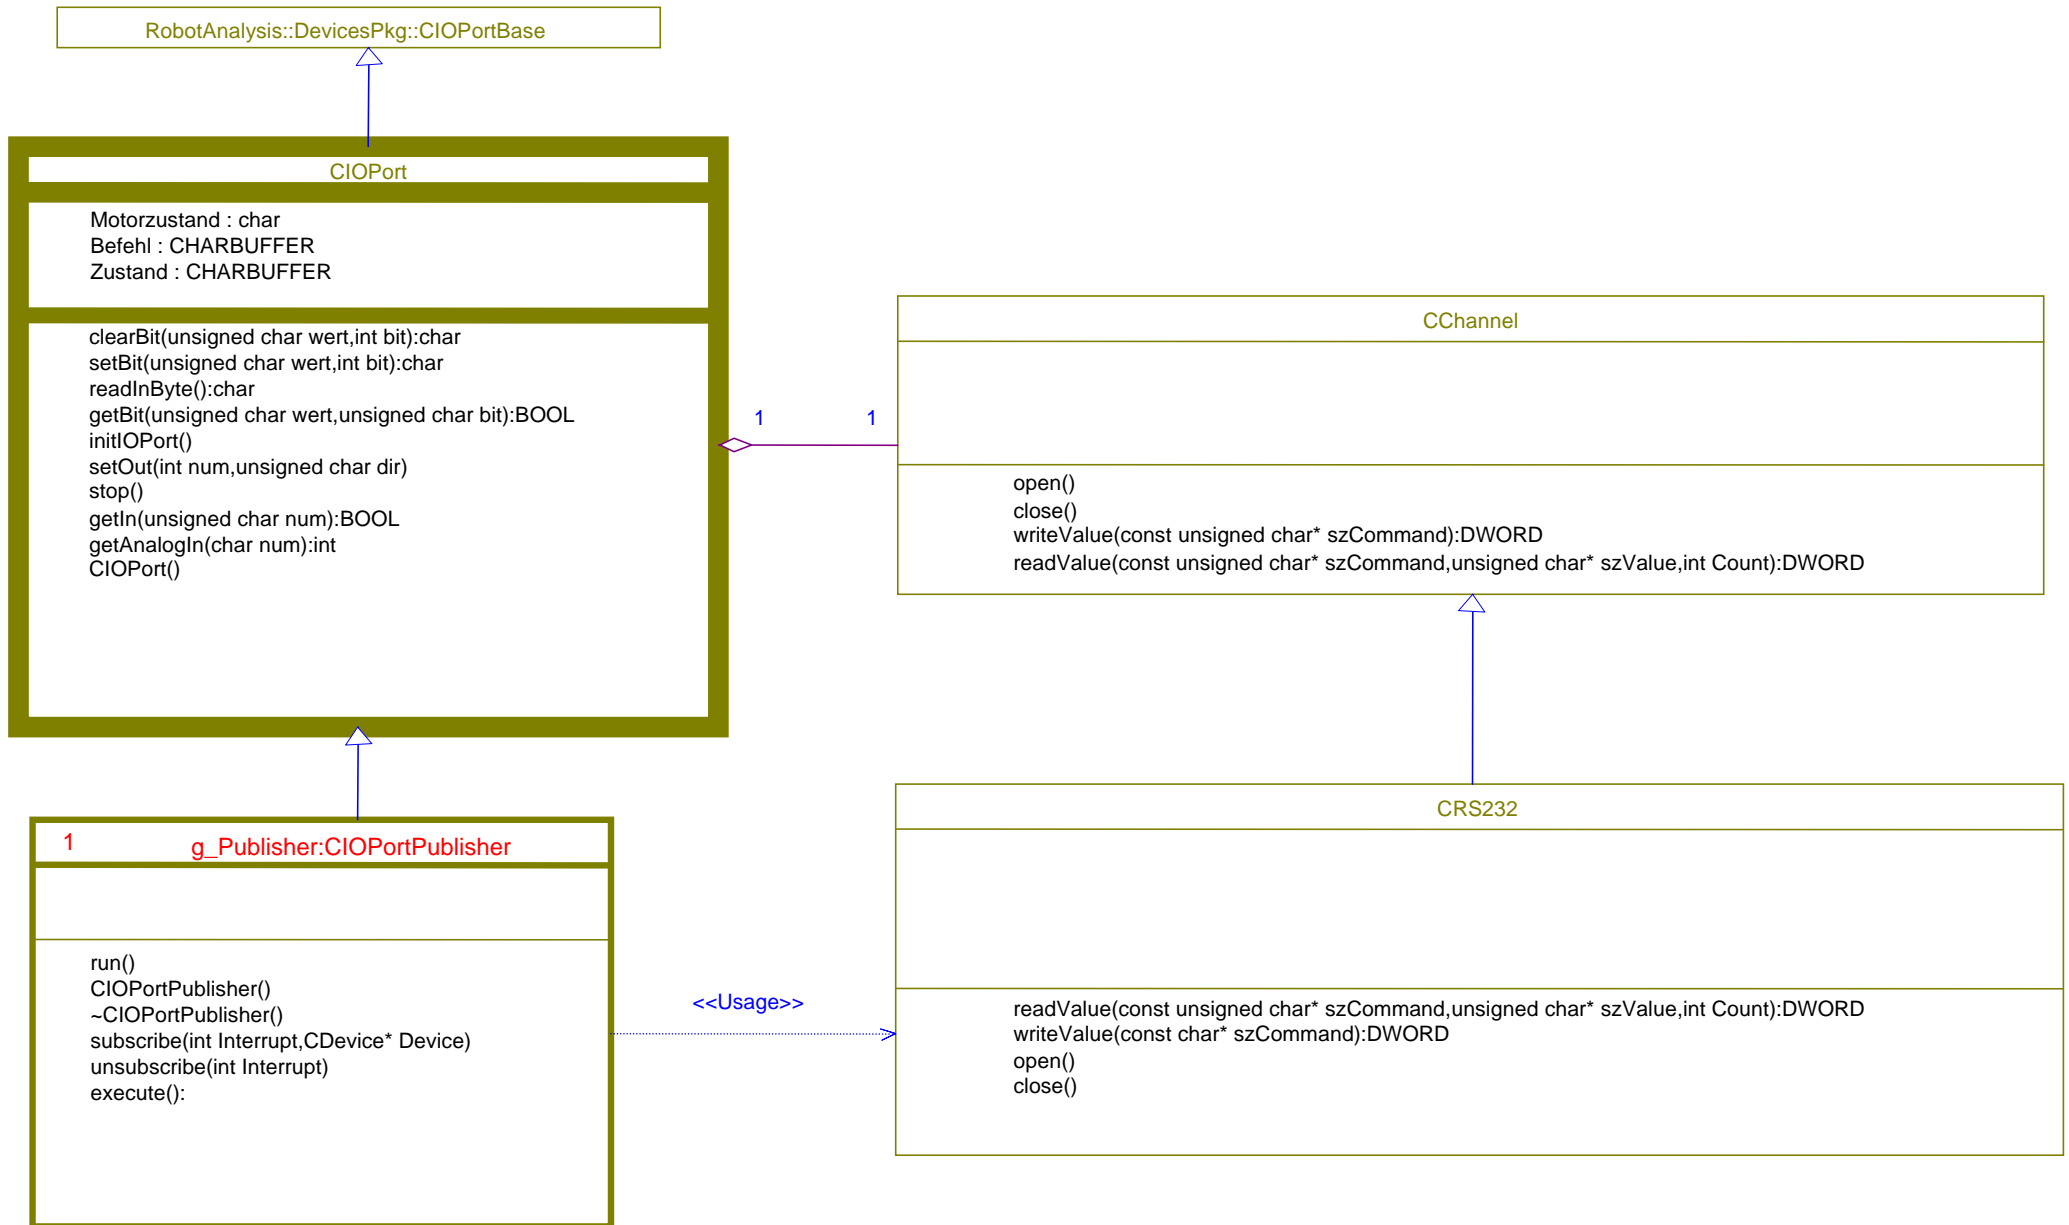 RobotAnalysis::DevicesPkg::CIOPortBase
CIOPort
Motorzustand : char
Befehl : CHARBUFFER
Zustand : CHARBUFFER
clearBit(unsigned char wert,int bit):char
setBit(unsigned char wert,int bit):char
readInByte():char
getBit(unsigned char wert,unsigned char bit):BOOL
initIOPort()
setOut(int num,unsigned char dir)
stop()
getIn(unsigned char num):BOOL
getAnalogIn(char num):int
CIOPort()
1 1
CChannel
open()
close()
writeValue(const unsigned char* szCommand):DWORD
readValue(const unsigned char* szCommand,unsigned char* szValue,int Count):DWORD
1 g_Publisher:CIOPortPublisher
run()
CIOPortPublisher()
~CIOPortPublisher()
subscribe(int Interrupt,CDevice* Device)
unsubscribe(int Interrupt)
execute():
<<Usage>>
CRS232
readValue(const unsigned char* szCommand,unsigned char* szValue,int Count):DWORD
writeValue(const char* szCommand):DWORD
open()
close()